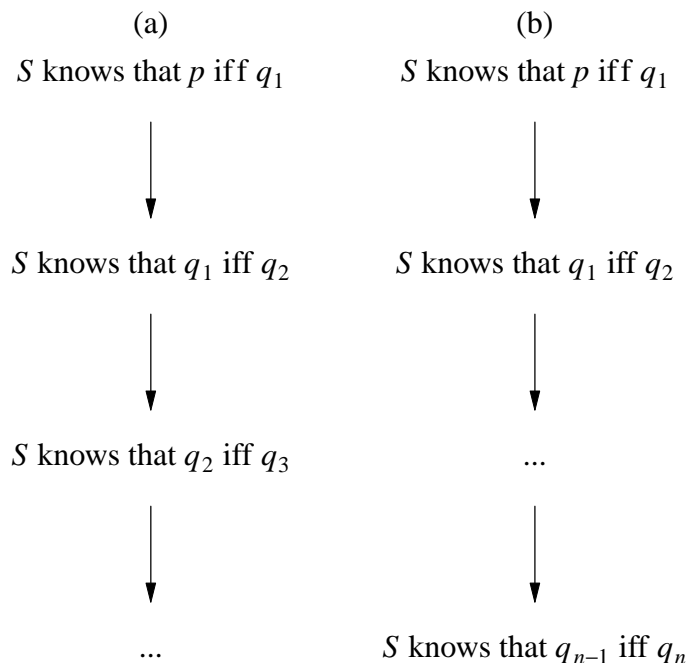 (a)
S knows that p iff q₁
S knows that q₁ iff q₂
S knows that q₂ iff q₃
...
(b)
S knows that p iff q₁
S knows that q₁ iff q₂
...
S knows that qₙ₋₁ iff qₙ